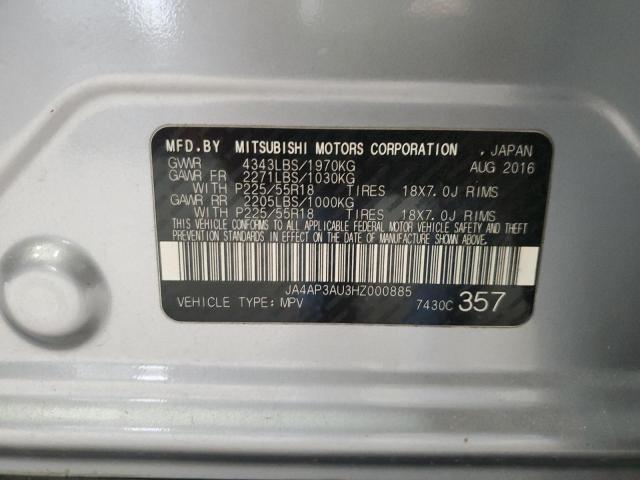 MFD.BY MITSUBISHI MOTORS CORPORATION . JAPAN
GVWR 4343LBS/1970KG AUG 2016
GAWR FR 2271LBS/1030KG
WITH P225/55R18 TIRES 18X7.0J RIMS
GAWR RR 2205LBS/1000KG
WITH P225/55R18 TIRES 18X7.0J RIMS
THIS VEHICLE CONFORMS TO ALL APPLICABLE FEDERAL MOTOR VEHICLE SAFETY AND THEFT
PREVENTION STANDARDS IN EFFECT ON THE DATE OF MANUFACTURE SHOWN ABOVE.
JA4AP3AU3HZ000885
VEHICLE TYPE:MPV 7430C 357